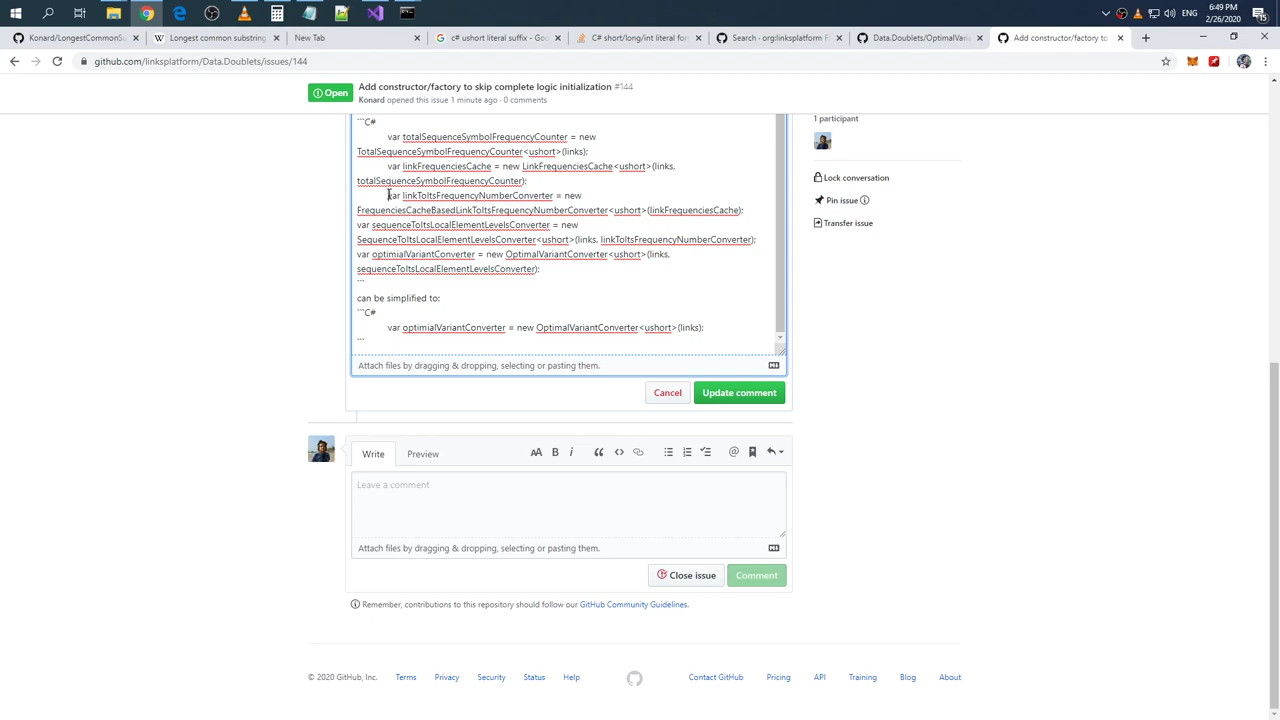 ENG
6:49 PM
2/26/2020
15
Konard/LongestCommonSu
Longest common substring
New Tab
c# ushort literal suffix - Goo
C# short/long/int literal for
Search · org:linksplatform F
Data.Doublets/OptimalVaria
Add constructor/factory to
github.com/linksplatform/Data.Doublets/issues/144
Open
Add constructor/factory to skip complete logic initialization #144
Konard opened this issue 1 minute ago · 0 comments
```C#
var totalSequenceSymbolFrequencyCounter = new
TotalSequenceSymbolFrequencyCounter<ushort>(links);
var linkFrequenciesCache = new LinkFrequenciesCache<ushort>(links,
totalSequenceSymbolFrequencyCounter);
var linkToItsFrequencyNumberConverter = new
FrequenciesCacheBasedLinkToItsFrequencyNumberConverter<ushort>(linkFrequenciesCache);
var sequenceToItsLocalElementLevelsConverter = new
SequenceToItsLocalElementLevelsConverter<ushort>(links, linkToItsFrequencyNumberConverter);
var optimialVariantConverter = new OptimalVariantConverter<ushort>(links,
sequenceToItsLocalElementLevelsConverter);
```
can be simplified to:
```C#
var optimialVariantConverter = new OptimalVariantConverter<ushort>(links);
```
Attach files by dragging & dropping, selecting or pasting them.
Cancel
Update comment
1 participant
Lock conversation
Pin issue
Transfer issue
Write
Preview
AA B i
Leave a comment
Attach files by dragging & dropping, selecting or pasting them.
Close issue
Comment
Remember, contributions to this repository should follow our GitHub Community Guidelines.
© 2020 GitHub, Inc.
Terms
Privacy
Security
Status
Help
Contact GitHub
Pricing
API
Training
Blog
About